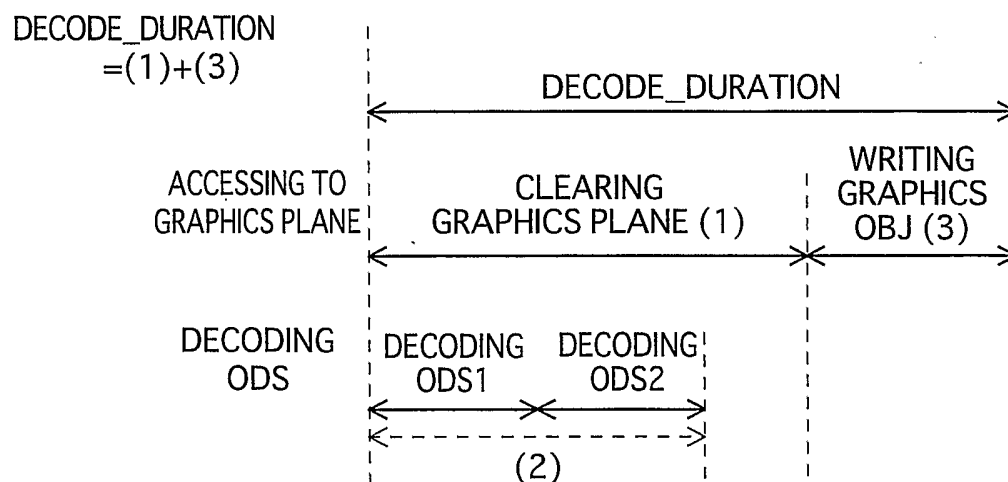 DECODE_DURATION
=(1)+(3)
DECODE_DURATION
ACCESSING TO
GRAPHICS PLANE
CLEARING
GRAPHICS PLANE (1)
WRITING
GRAPHICS
OBJ (3)
DECODING
ODS
DECODING
ODS1
DECODING
ODS2
(2)